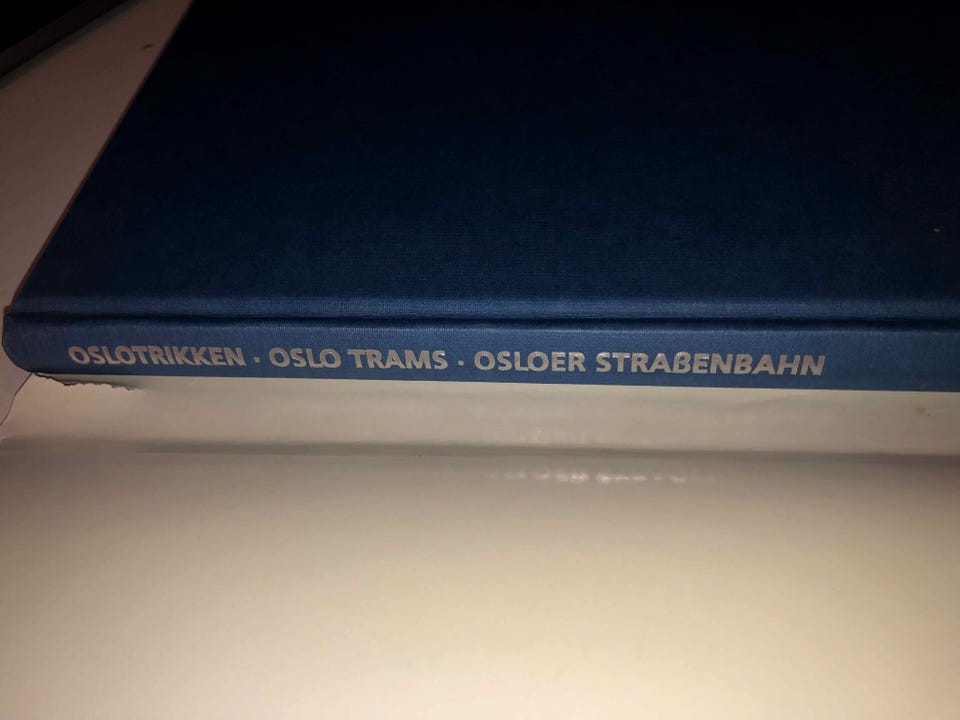 OSLOTRIKKEN · OSLO TRAMS · OSLOER STRAßENBAHN